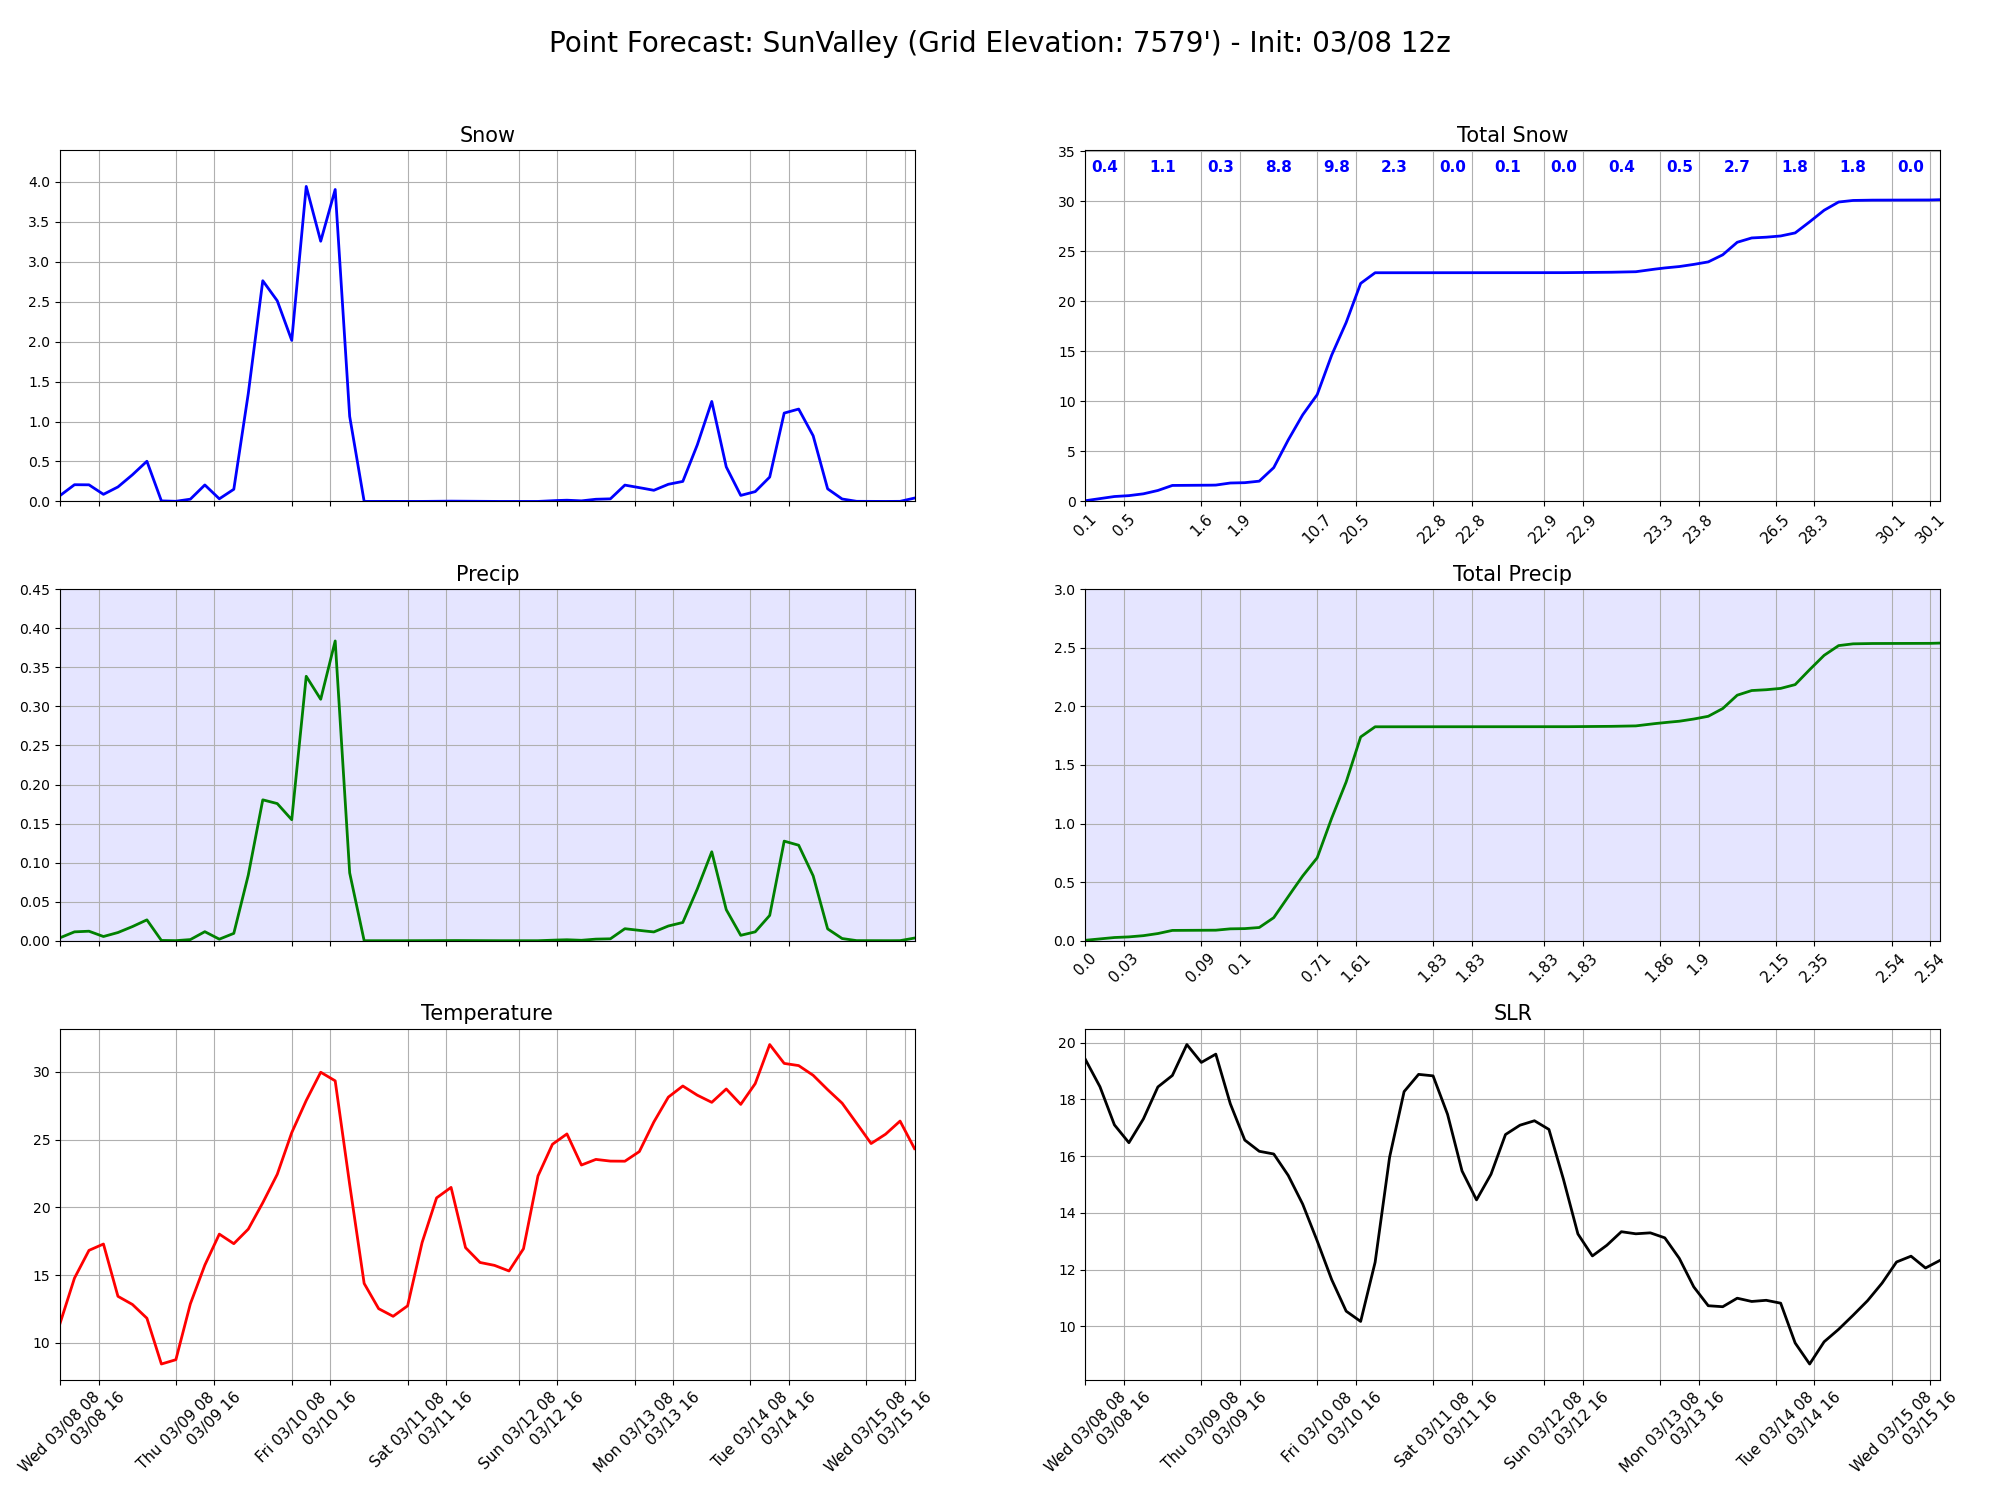 Point Forecast: SunValley (Grid Elevation: 7579') - Init: 03/08 12z
Snow
4.0
3.5
3.0
2.5
2.0
1.5
1.0
0.5
0.0
Total Snow
35
30
25
20
15
10
5
0
0.4 1.1 0.3 8.8 9.8 2.3 0.0 0.1 0.0 0.4 0.5 2.7 1.8 1.8 0.0
0.1 0.5 1.6 1.9 10.7 20.5 22.8 22.8 22.9 22.9 23.3 23.8 26.5 28.3 30.1 30.1
Precip
0.45
0.40
0.35
0.30
0.25
0.20
0.15
0.10
0.05
0.00
Total Precip
3.0
2.5
2.0
1.5
1.0
0.5
0.0
0.0 0.03 0.09 0.1 0.71 1.61 1.83 1.83 1.83 1.83 1.86 1.9 2.15 2.35 2.54 2.54
Temperature
30
25
20
15
10
Wed 03/08 08
03/08 16
Thu 03/09 08
03/09 16
Fri 03/10 08
03/10 16
Sat 03/11 08
03/11 16
Sun 03/12 08
03/12 16
Mon 03/13 08
03/13 16
Tue 03/14 08
03/14 16
Wed 03/15 08
03/15 16
SLR
20
18
16
14
12
10
Wed 03/08 08
03/08 16
Thu 03/09 08
03/09 16
Fri 03/10 08
03/10 16
Sat 03/11 08
03/11 16
Sun 03/12 08
03/12 16
Mon 03/13 08
03/13 16
Tue 03/14 08
03/14 16
Wed 03/15 08
03/15 16